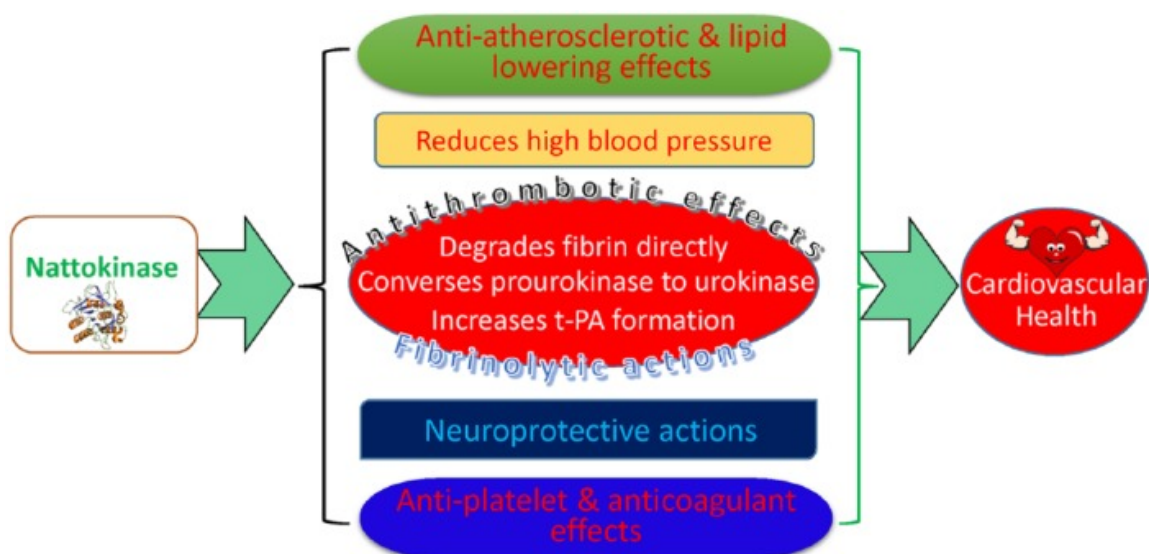 Anti-atherosclerotic & lipid
lowering effects
Reduces high blood pressure
Nattokinase
Antithrombotic effects
Degrades fibrin directly
Converses prourokinase to urokinase
Increases t-PA formation
Fibrinolytic actions
Cardiovascular
Health
Neuroprotective actions
Anti-platelet & anticoagulant
effects